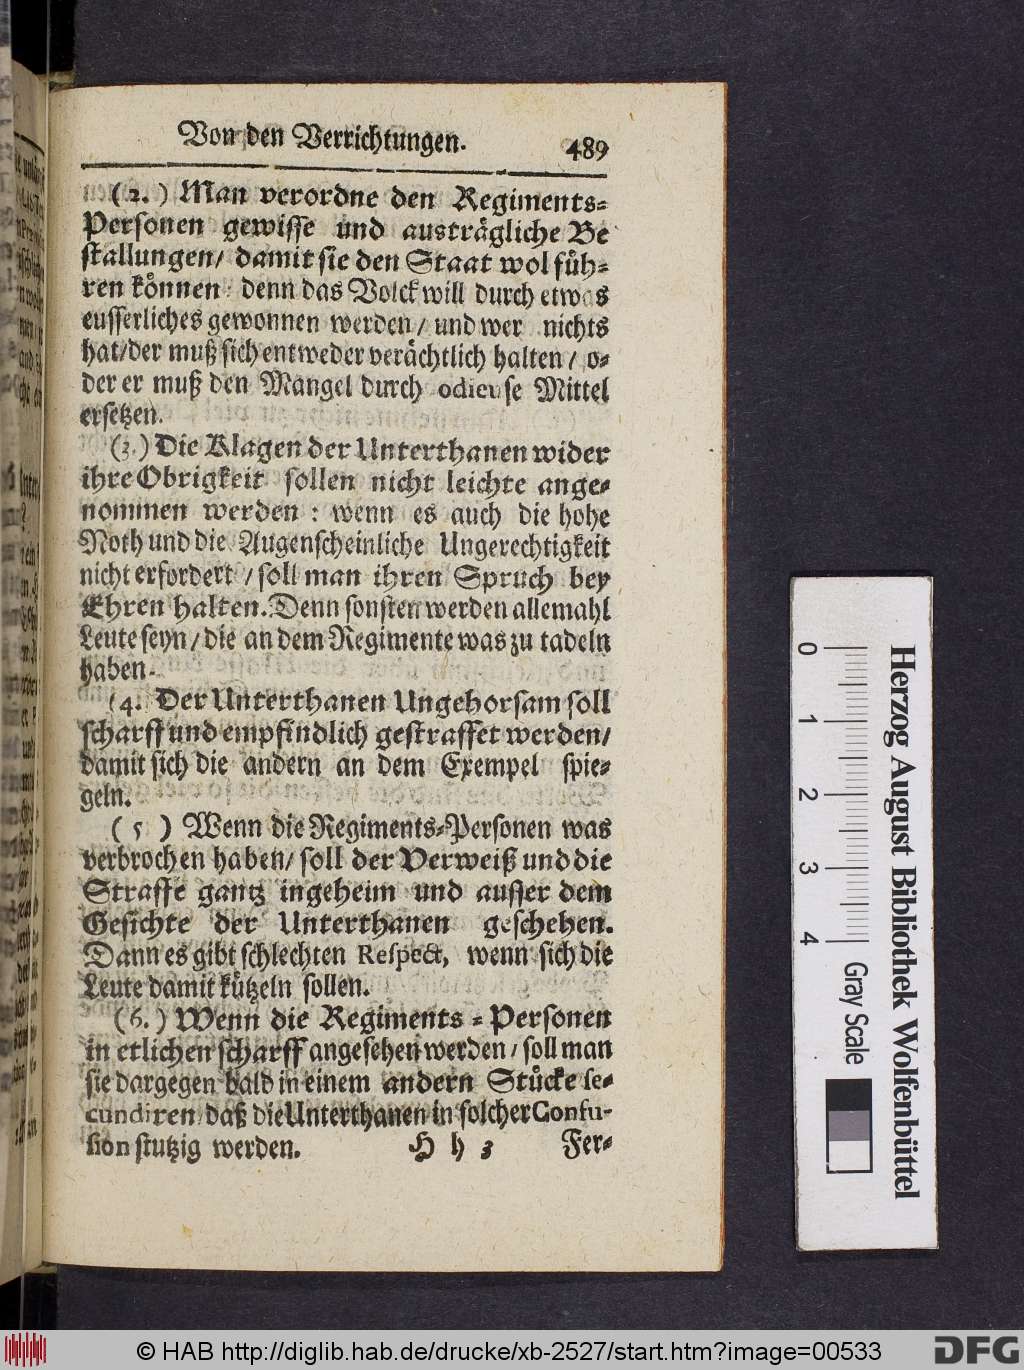 Von den Verrichtungen. 489
(2.) Man verordne den Regiments-
Personen gewisse und austrägliche Be
stallungen/ damit sie den Staat wol füh-
ren können denn das Volck will durch etwas
eusserliches gewonnen werden/ und wer nichts
hat/der muß sich entweder verächtlich halten/ o-
der er muß den Mangel durch odieuse Mittel
ersetzen.
(3.) Die Klagen der Unterthanen wider
ihre Obrigkeit sollen nicht leichte ange-
nommen werden : wenn es auch die hohe
Noth und die Augenscheinliche Ungerechtigkeit
nicht erfordert / soll man ihren Spruch bey
Ehren halten. Denn sonsten werden allemahl
Leute seyn/ die an dem Regimente was zu tadeln
haben.
(4. Der Unterthanen Ungehorsam soll
scharff und empfindlich gestraffet werden/
damit sich die andern an dem Exempel spie-
geln.
(5) Wenn die Regiments-Personen was
verbrochen haben/ soll der Verweiß und die
Straffe gantz ingeheim und ausser dem
Gesichte der Unterthanen geschehen.
Dann es gibt schlechten Respect, wenn sich die
Leute damit kützeln sollen.
(6.) Wenn die Regiments-Personen
in etlichen scharff angesehen werden/ soll man
sie dargegen bald in einem andern Stücke se-
cundiren daß die Unterthanen in solcher Confu-
sion stutzig werden. Hh 3 Fer-
0 1 2 3 4
Gray Scale
Herzog August Bibliothek Wolfenbüttel
© HAB http://diglib.hab.de/drucke/xb-2527/start.htm?image=00533
DFG